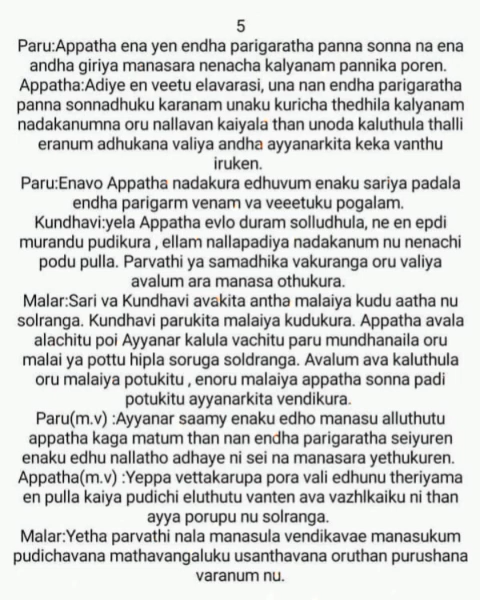 5
Paru:Appatha ena yen endha parigaratha panna sonna na ena
andha giriya manasara nenacha kalyanam pannika poren.
Appatha:Adiye en veetu elavarasi, una nan endha parigaratha
panna sonnadhuku karanam unaku kuricha thedhila kalyanam
nadakanumna oru nallavan kaiyala than unoda kaluthula thalli
eranum adhukana valiya andha ayyanarkita keka vanthu
iruken.
Paru:Enavo Appatha nadakura edhuvum enaku sariya padala
endha parigarm venam va veeetuku pogalam.
Kundhavi:yela Appatha evlo duram solludhula, ne en epdi
murandu pudikura , ellam nallapadiya nadakanum nu nenachi
podu pulla. Parvathi ya samadhika vakuranga oru valiya
avalum ara manasa othukura.
Malar:Sari va Kundhavi avakita antha malaiya kudu aatha nu
solranga. Kundhavi parukita malaiya kudukura. Appatha avala
alachitu poi Ayyanar kalula vachitu paru mundhanaila oru
malai ya pottu hipla soruga soldranga. Avalum ava kaluthula
oru malaiya potukitu , enoru malaiya appatha sonna padi
potukitu ayyanarkita vendikura.
Paru(m.v) :Ayyanar saamy enaku edho manasu alluthutu
appatha kaga matum than nan endha parigaratha seiyuren
enaku edhu nallatho adhaye ni sei na manasara yethukuren.
Appatha(m.v) :Yeppa vettakarupa pora vali edhunu theriyama
en pulla kaiya pudichi eluthutu vanten ava vazhlkaiku ni than
ayya porupu nu solranga.
Malar:Yetha parvathi nala manasula vendikavae manasukum
pudichavana mathavangaluku usanthavana oruthan purushana
varanum nu.